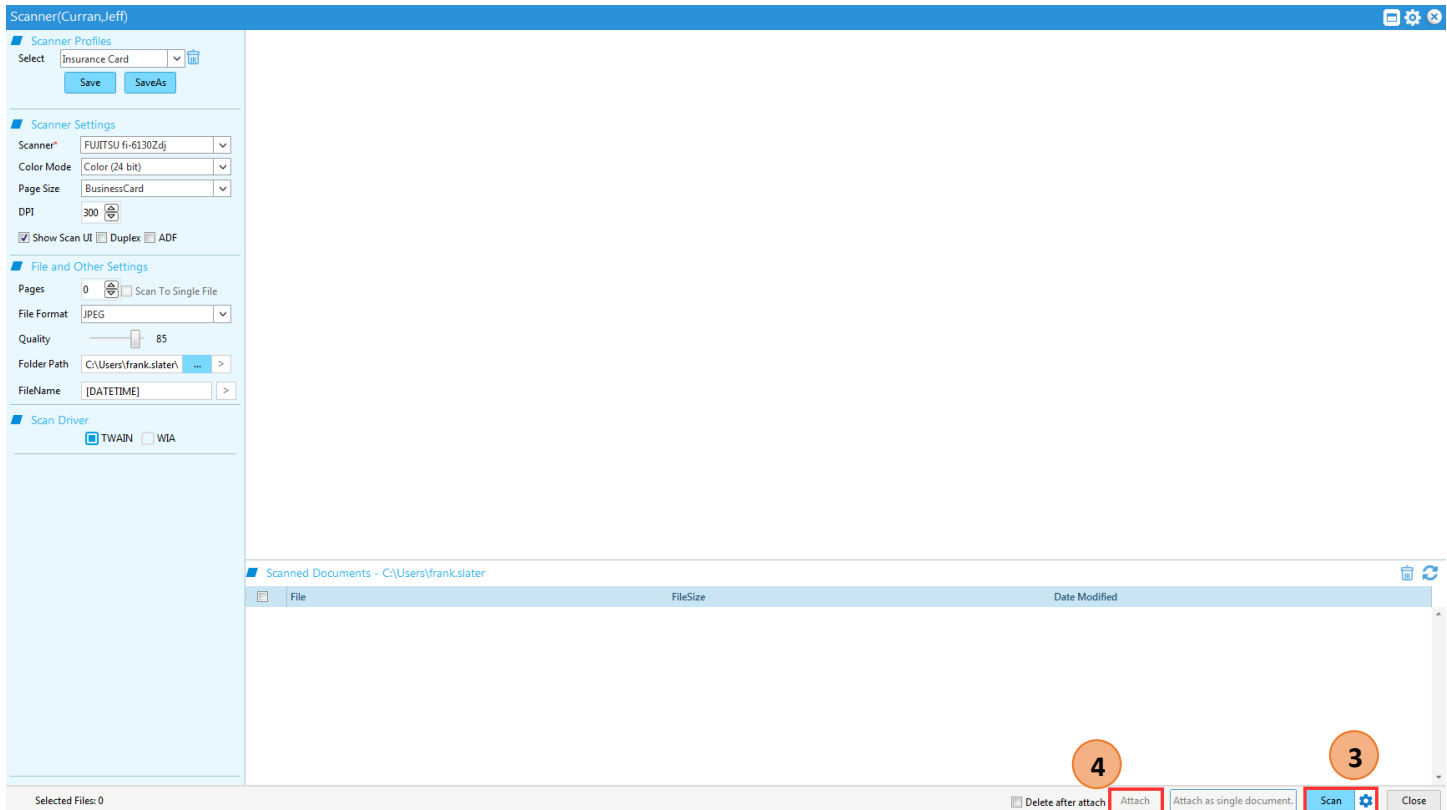 Scanner(Curran,Jeff)
Scanner Profiles
Select Insurance Card
Save SaveAs
Scanner Settings
Scanner* FUJITSU fi-6130Zdj
Color Mode Color (24 bit)
Page Size BusinessCard
DPI 300
Show Scan UI Duplex ADF
File and Other Settings
Pages 0 Scan To Single File
File Format JPEG
Quality 85
Folder Path C:\Users\frank.slater\ ... >
FileName [DATETIME] >
Scan Driver
TWAIN WIA
Scanned Documents - C:\Users\frank.slater
File FileSize Date Modified
4 3
Selected Files: 0 Delete after attach Attach Attach as single document. Scan Close